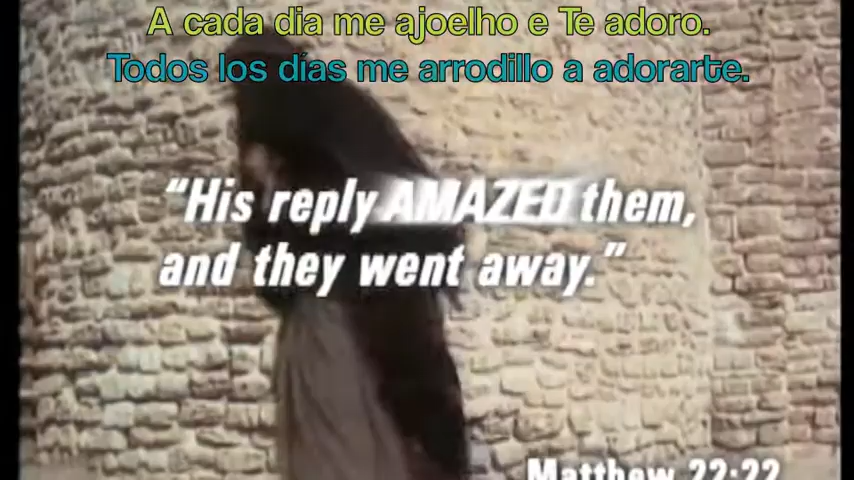 A cada dia me ajoelho e Te adoro.
Todos los días me arrodillo a adorarte.
“His reply AMAZED them,
and they went away.”
Matthew 22:22